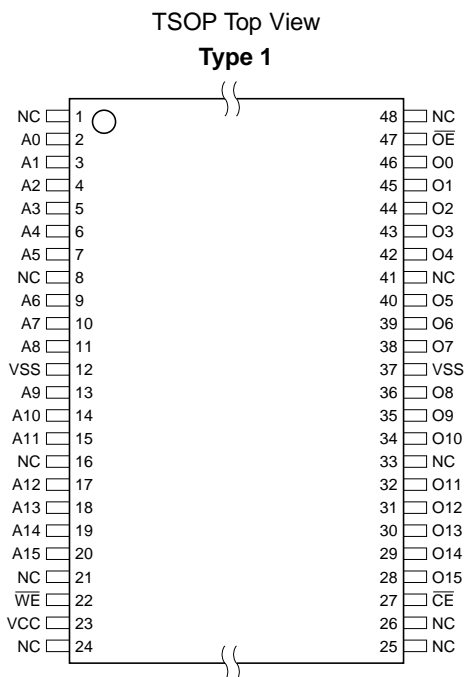 TSOP Top View
Type 1
NC 1 48 NC
A0 2 47 O̅E̅
A1 3 46 O0
A2 4 45 O1
A3 5 44 O2
A4 6 43 O3
A5 7 42 O4
NC 8 41 NC
A6 9 40 O5
A7 10 39 O6
A8 11 38 O7
VSS 12 37 VSS
A9 13 36 O8
A10 14 35 O9
A11 15 34 O10
NC 16 33 NC
A12 17 32 O11
A13 18 31 O12
A14 19 30 O13
A15 20 29 O14
NC 21 28 O15
W̅E̅ 22 27 C̅E̅
VCC 23 26 NC
NC 24 25 NC